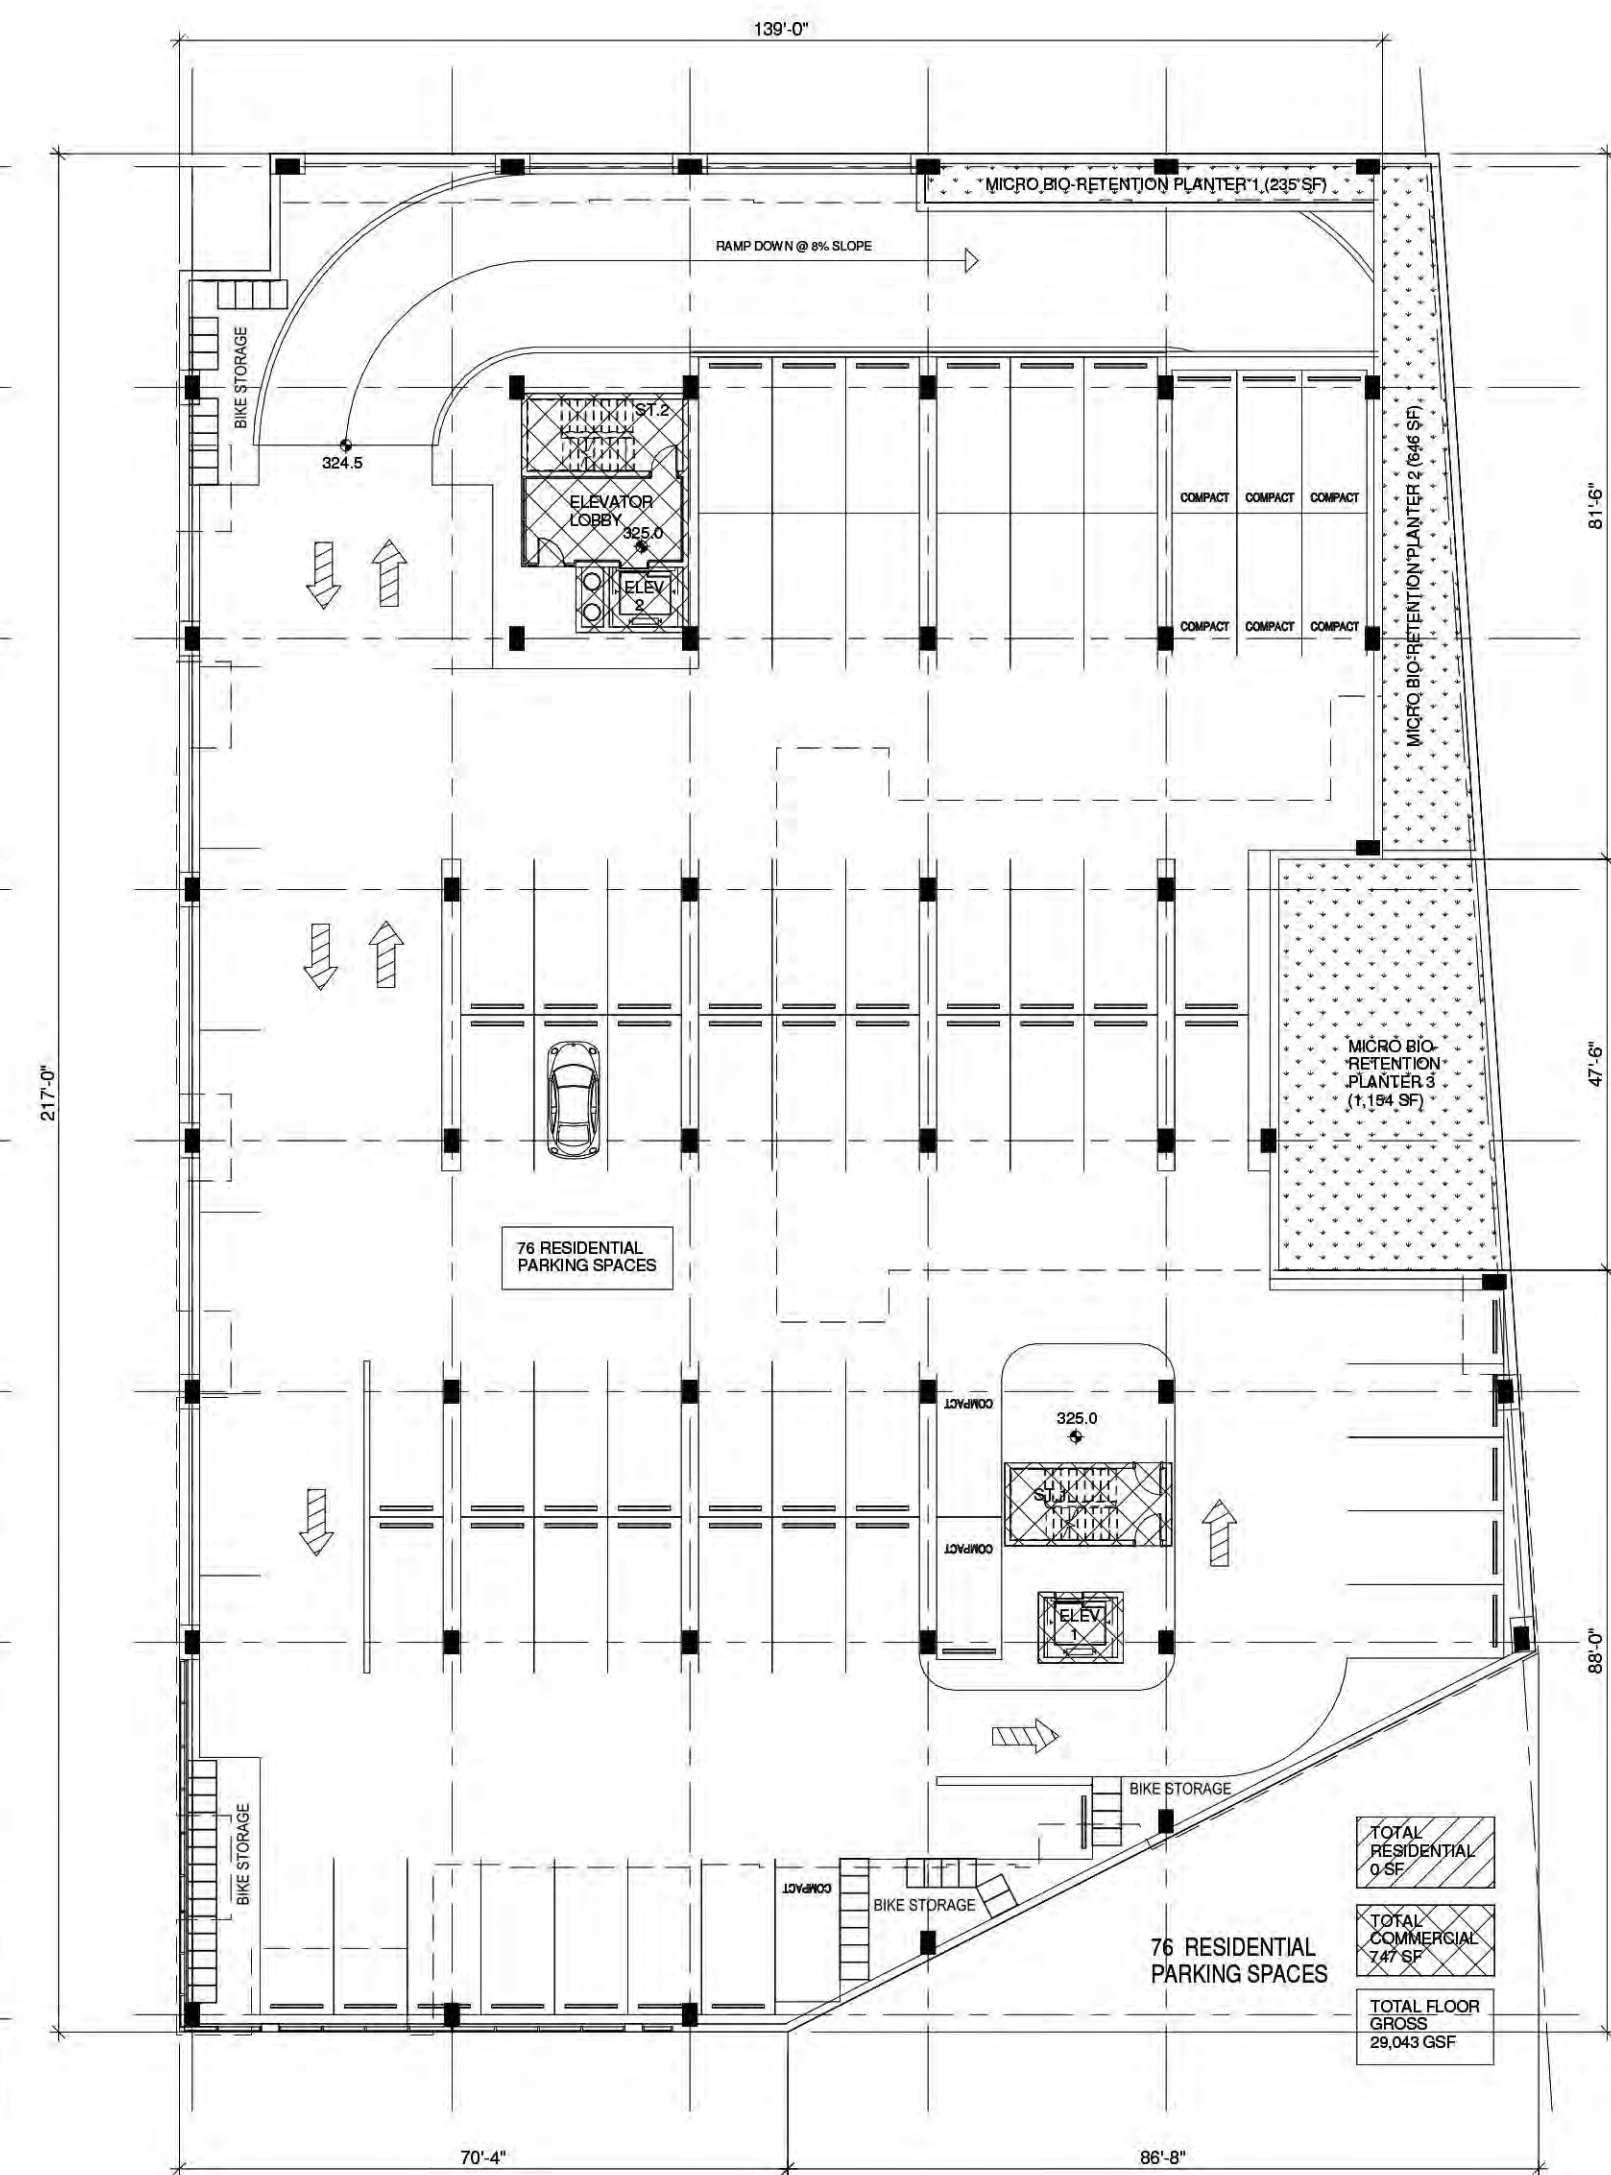 139'-0"
MICRO BIO-RETENTION PLANTER 1 (235 SF)
RAMP DOWN @ 8% SLOPE
BIKE STORAGE
324.5
ST.2
ELEVATOR
LOBBY
325.0
ELEV
2
COMPACT COMPACT COMPACT
COMPACT COMPACT COMPACT
MICRO BIO-RETENTION PLANTER 2 (646 SF)
81'-6"
217'-0"
MICRO BIO-
RETENTION
PLANTER 3
(1,154 SF)
47'-6"
76 RESIDENTIAL
PARKING SPACES
COMPACT
325.0
ST.1
COMPACT
ELEV
1
88'-0"
BIKE STORAGE
BIKE STORAGE
COMPACT
BIKE STORAGE
76 RESIDENTIAL
PARKING SPACES
TOTAL
RESIDENTIAL
0 SF
TOTAL
COMMERCIAL
747 SF
TOTAL FLOOR
GROSS
29,043 GSF
70'-4"
86'-8"